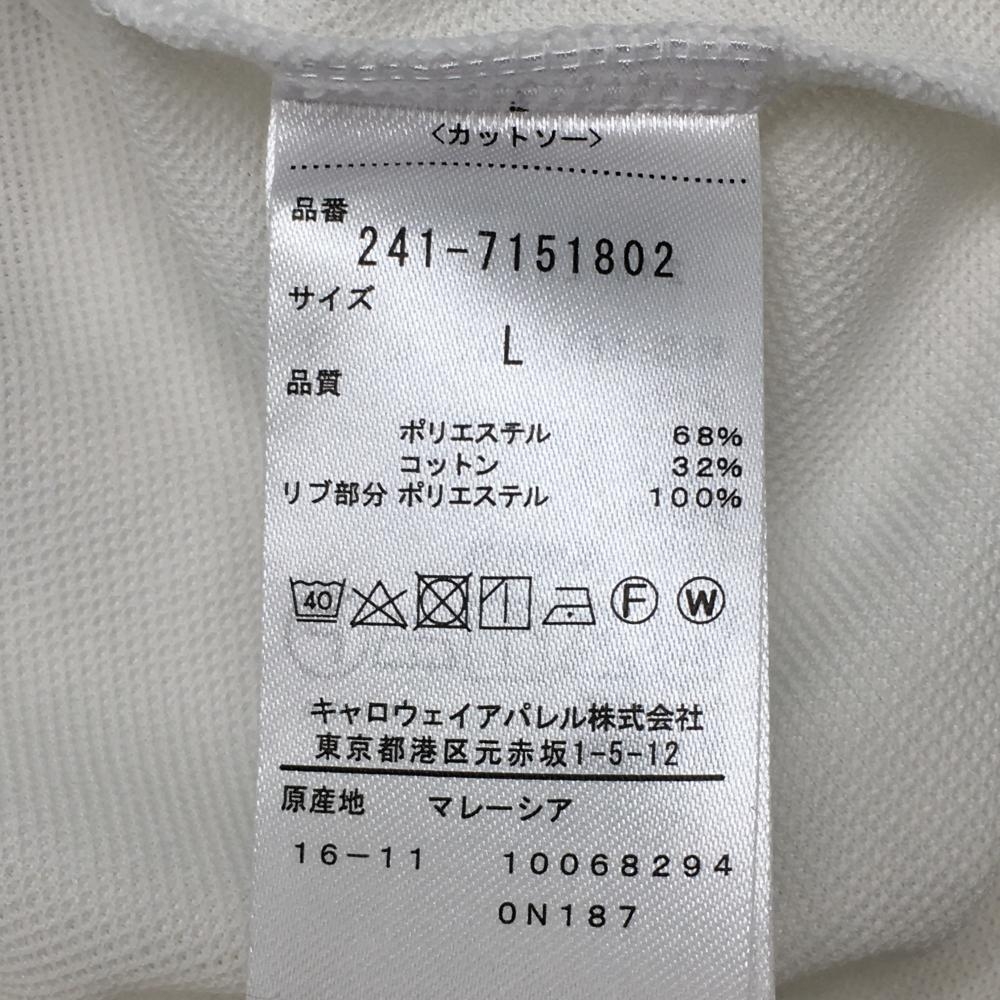 <カットソー>
品番
241-7151802
サイズ
L
品質
ポリエステル 68%
コットン 32%
リブ部分 ポリエステル 100%
40 F W
キャロウェイアパレル株式会社
東京都港区元赤坂1-5-12
原産地 マレーシア
16-11 10068294
0N187